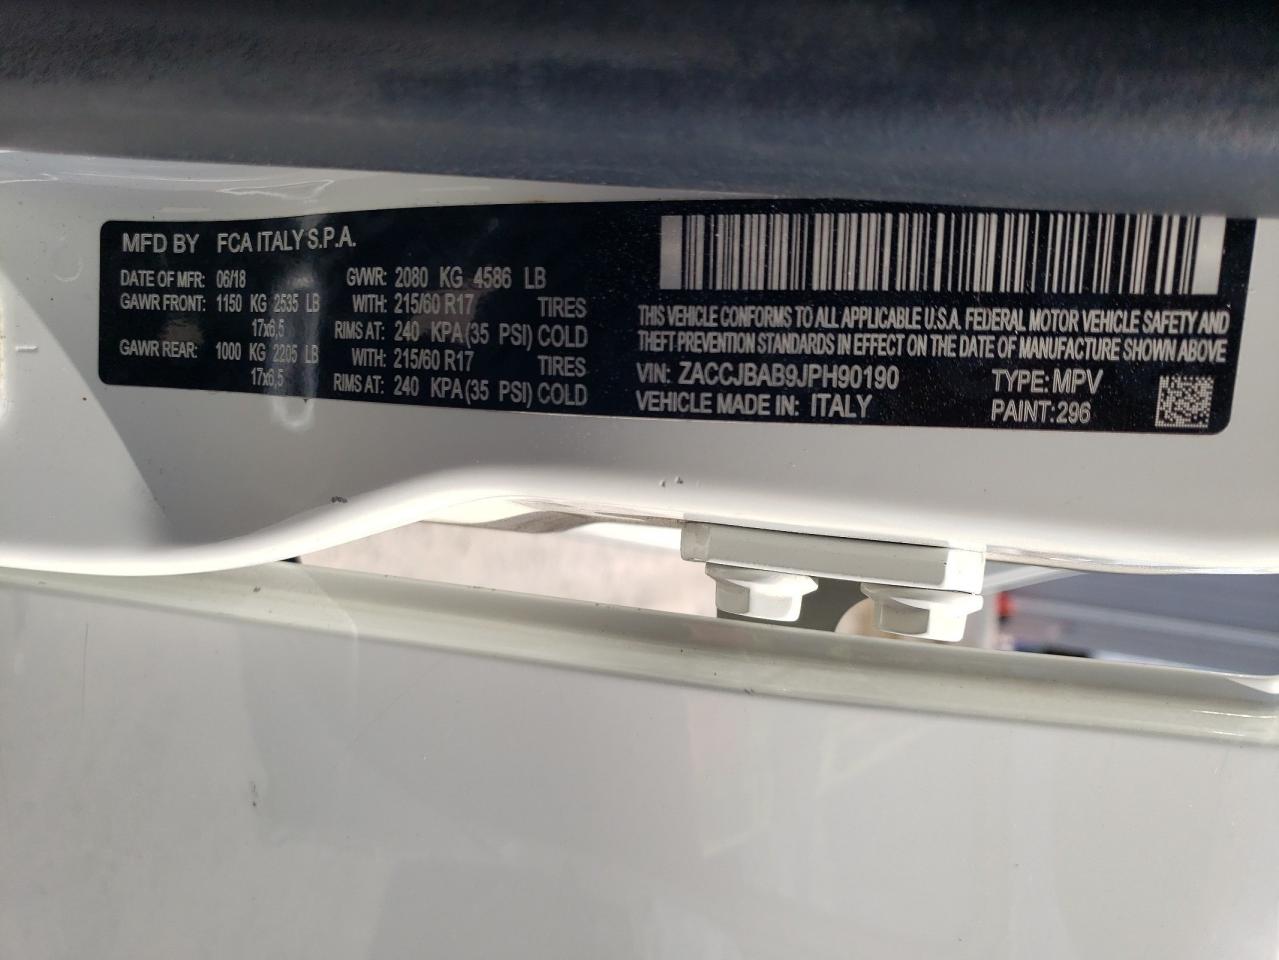 MFD BY FCA ITALY S.P.A.
DATE OF MFR: 06/18 GVWR: 2080 KG 4586 LB
GAWR FRONT: 1150 KG 2535 LB WITH: 215/60 R17 TIRES
17x6,5 RIMS AT: 240 KPA(35 PSI) COLD
GAWR REAR: 1000 KG 2205 LB WITH: 215/60 R17 TIRES
17x6,5 RIMS AT: 240 KPA(35 PSI) COLD
THIS VEHICLE CONFORMS TO ALL APPLICABLE U.S.A. FEDERAL MOTOR VEHICLE SAFETY AND
THEFT PREVENTION STANDARDS IN EFFECT ON THE DATE OF MANUFACTURE SHOWN ABOVE.
VIN: ZACCJBAB9JPH90190 TYPE: MPV
VEHICLE MADE IN: ITALY PAINT: 296